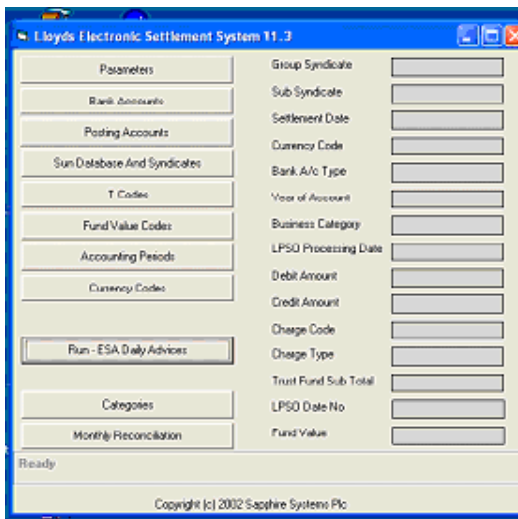 Lloyds Electronic Settlement System 11.3
Parameters
Bank Accounts
Posting Accounts
Sun Database And Syndicates
T Codes
Fund Value Codes
Accounting Periods
Currency Codes
Run - ESA Daily Advices
Categories
Monthly Reconciliation
Group Syndicate
Sub Syndicate
Settlement Date
Currency Code
Bank A/c Type
Year of Account
Business Category
LPSO Processing Date
Debit Amount
Credit Amount
Charge Code
Charge Type
Trust Fund Sub Total
LPSO Date No
Fund Value
Ready
Copyright (c) 2002 Sapphire Systems Plc